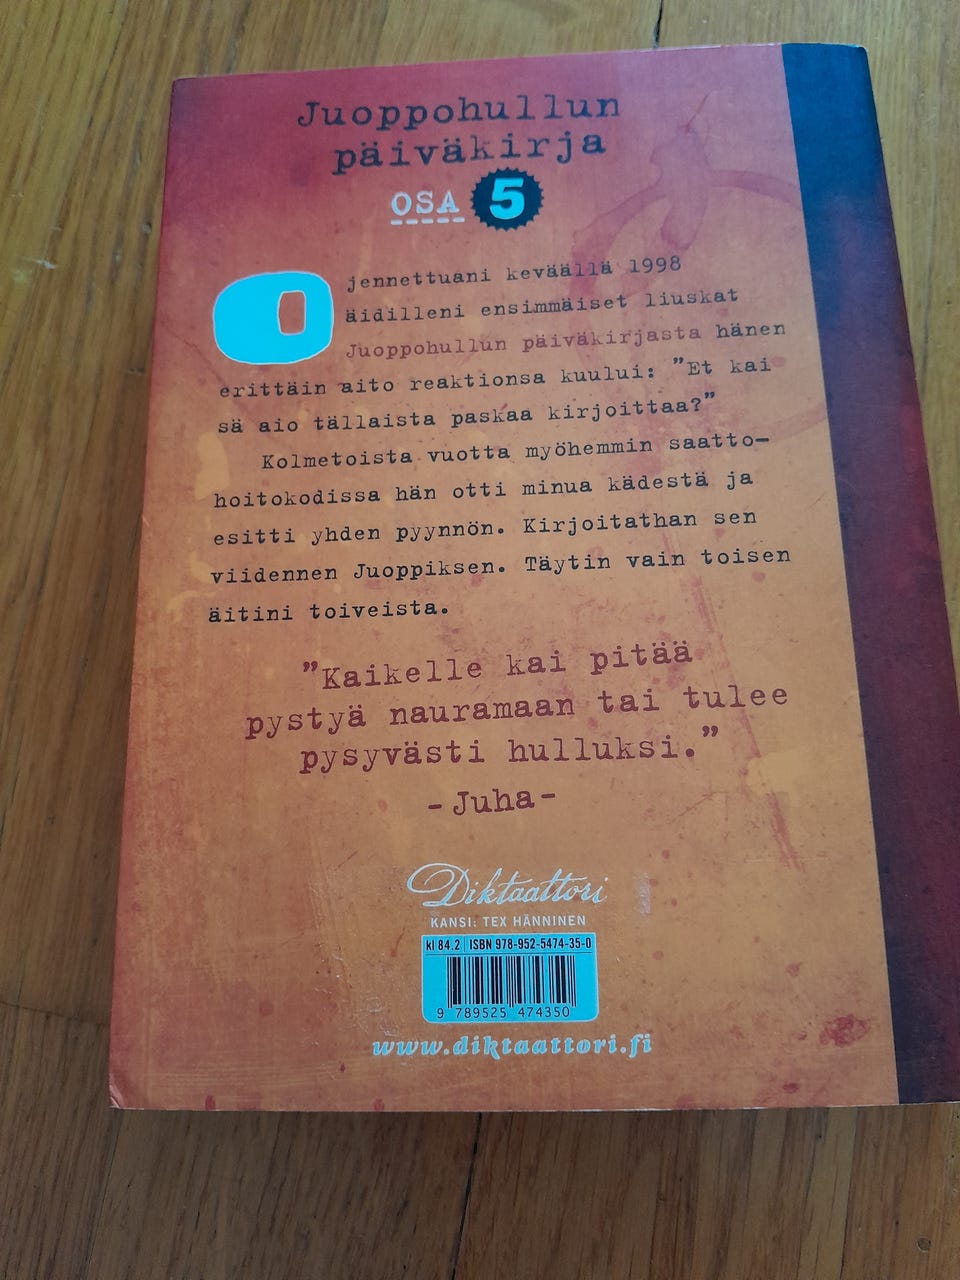 Juoppohullun
päiväkirja
OSA 5
Ojennettuani keväällä 1998
äidilleni ensimmäiset liuskat
Juoppohullun päiväkirjasta hänen
erittäin aito reaktionsa kuului: ”Et kai
sä aio tällaista paskaa kirjoittaa?”
Kolmetoista vuotta myöhemmin saatto-
hoitokodissa hän otti minua kädestä ja
esitti yhden pyynnön. Kirjoitathan sen
viidennen Juoppiksen. Täytin vain toisen
äitini toiveista.
”Kaikelle kai pitää
pystyä nauramaan tai tulee
pysyvästi hulluksi.”
-Juha-
Diktaattori
KANSI: TEX HÄNNINEN
kl 84.2 ISBN 978-952-5474-35-0
9 789525 474350
www.diktaattori.fi